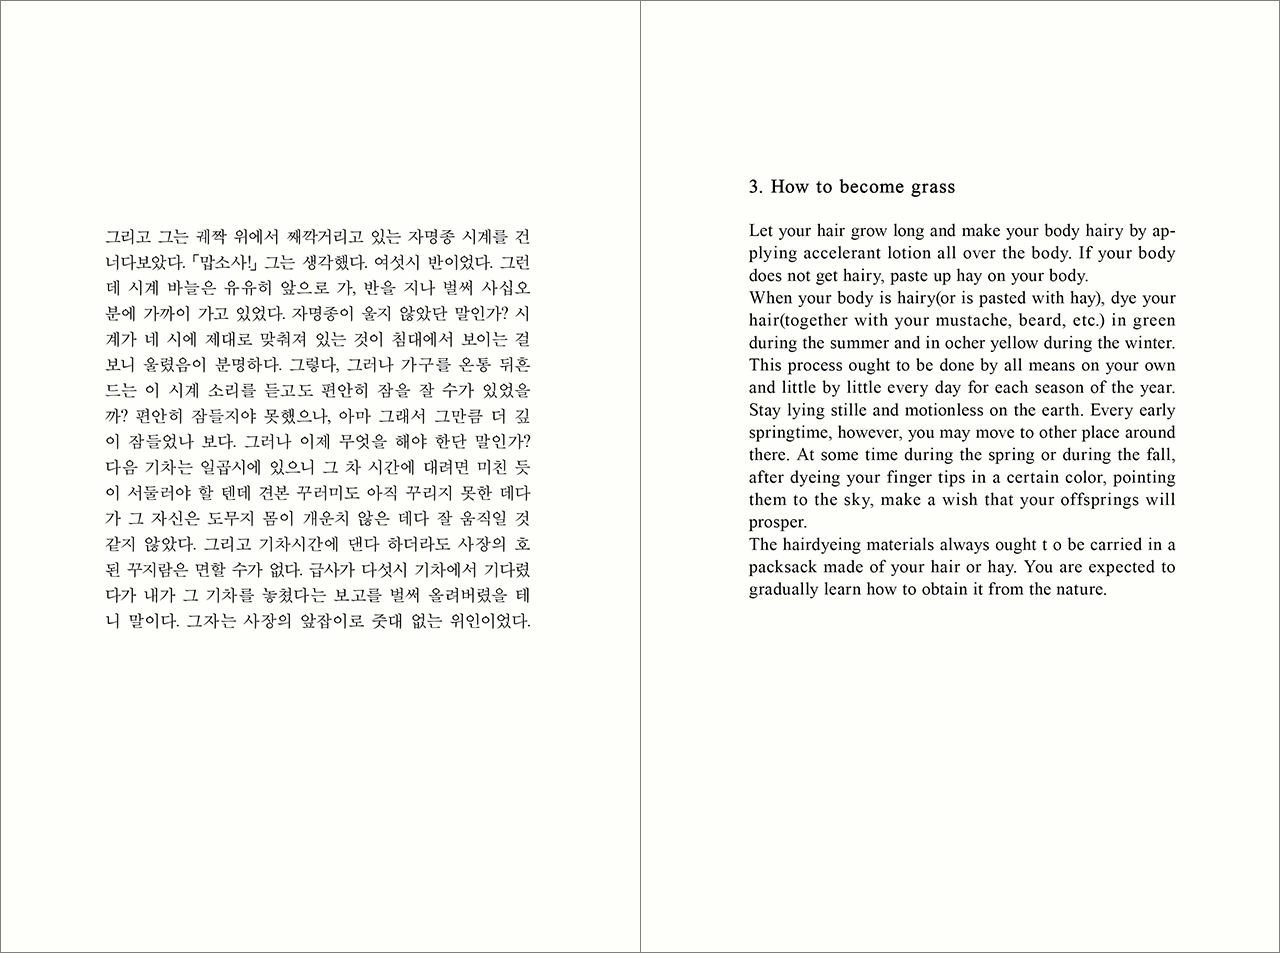 그리고 그는 궤짝 위에서 째깍거리고 있는 자명종 시계를 건
너다보았다. 「맙소사!」 그는 생각했다. 여섯시 반이었다. 그런
데 시계 바늘은 유유히 앞으로 가, 반을 지나 벌써 사십오
분에 가까이 가고 있었다. 자명종이 울지 않았단 말인가? 시
계가 네 시에 제대로 맞춰져 있는 것이 침대에서 보이는 걸
보니 울렸음이 분명하다. 그렇다, 그러나 가구를 온통 뒤흔
드는 이 시계 소리를 듣고도 편안히 잠을 잘 수가 있었을
까? 편안히 잠들지야 못했으나, 아마 그래서 그만큼 더 깊
이 잠들었나 보다. 그러나 이제 무엇을 해야 한단 말인가?
다음 기차는 일곱시에 있으니 그 차 시간에 대려면 미친 듯
이 서둘러야 할 텐데 견본 꾸러미도 아직 꾸리지 못한 데다
가 그 자신은 도무지 몸이 개운치 않은 데다 잘 움직일 것
같지 않았다. 그리고 기차시간에 댄다 하더라도 사장의 호
된 꾸지람은 면할 수가 없다. 급사가 다섯시 기차에서 기다렸
다가 내가 그 기차를 놓쳤다는 보고를 벌써 올려버렸을 테
니 말이다. 그자는 사장의 앞잡이로 줏대 없는 위인이었다.
3. How to become grass
Let your hair grow long and make your body hairy by ap-
plying accelerant lotion all over the body. If your body
does not get hairy, paste up hay on your body.
When your body is hairy(or is pasted with hay), dye your
hair(together with your mustache, beard, etc.) in green
during the summer and in ocher yellow during the winter.
This process ought to be done by all means on your own
and little by little every day for each season of the year.
Stay lying stille and motionless on the earth. Every early
springtime, however, you may move to other place around
there. At some time during the spring or during the fall,
after dyeing your finger tips in a certain color, pointing
them to the sky, make a wish that your offsprings will
prosper.
The hairdyeing materials always ought t o be carried in a
packsack made of your hair or hay. You are expected to
gradually learn how to obtain it from the nature.